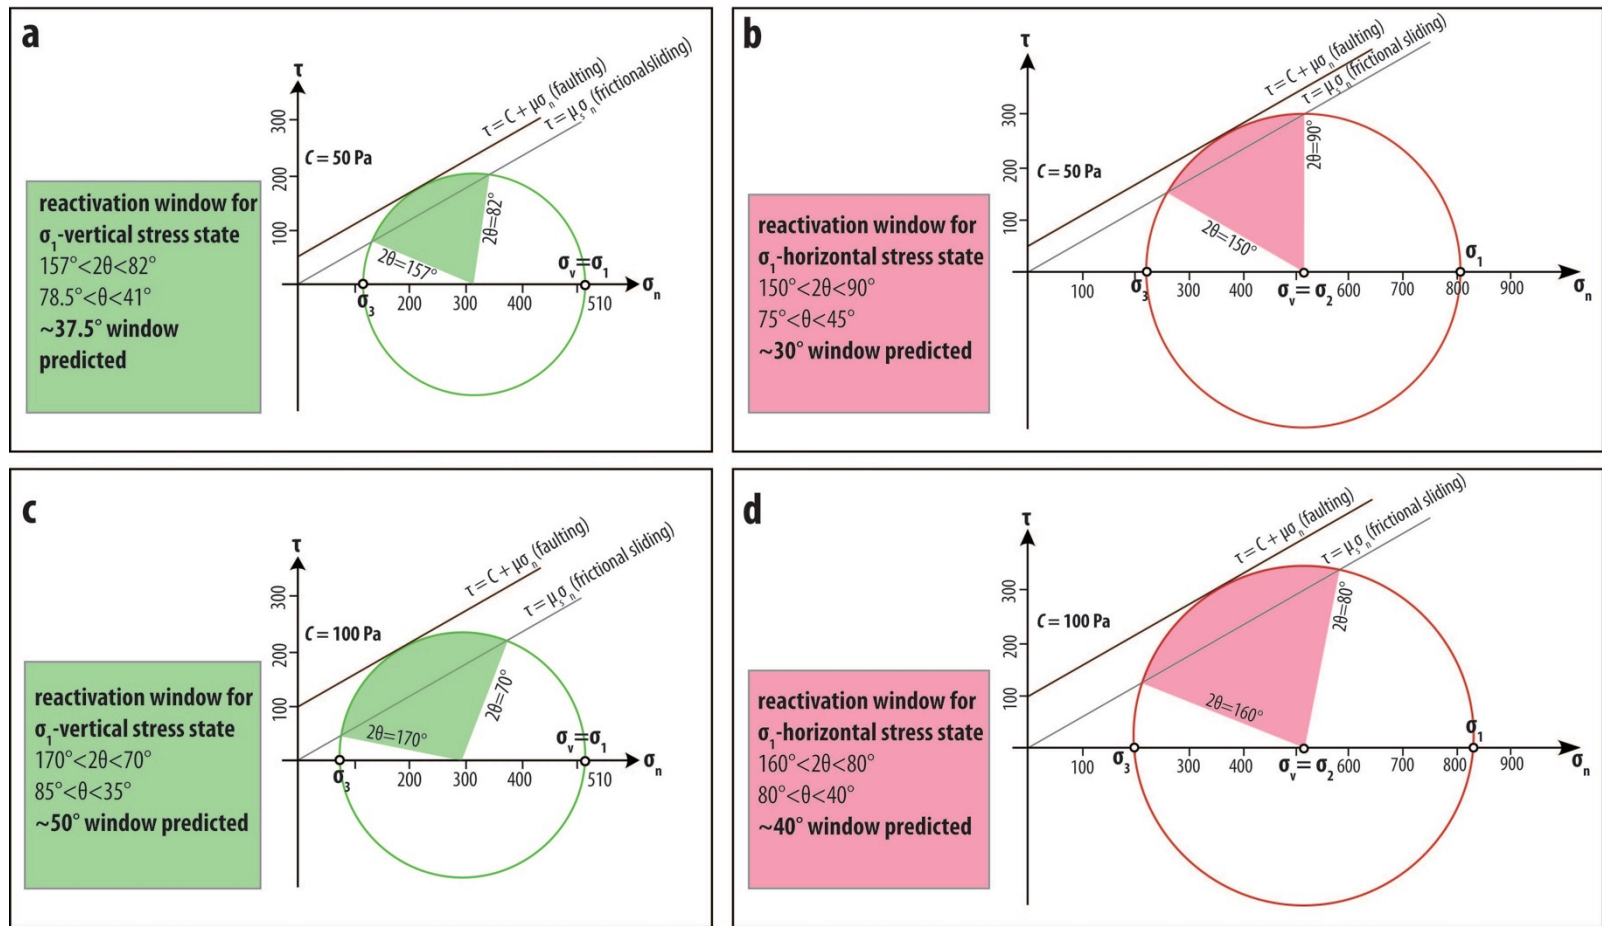 a
τ
τ = C + μσn (faulting)
τ = μsσn (frictionalsliding)
300
200
100
C = 50 Pa
2θ=82°
2θ=157°
σv = σ1
σ3
200
300
400
510
σn
reactivation window for
σ1-vertical stress state
157°<2θ<82°
78.5°<θ<41°
~37.5° window
predicted
b
τ
τ = C + μσn (faulting)
τ = μsσn (frictional sliding)
300
200
100
C = 50 Pa
2θ=90°
2θ=150°
σ1
σ3
σv = σ2
100
300
400
600
700
900
σn
reactivation window for
σ1-horizontal stress state
150°<2θ<90°
75°<θ<45°
~30° window predicted
c
τ
τ = C + μσn (faulting)
τ = μsσn (frictional sliding)
300
200
100
C = 100 Pa
2θ=70°
2θ=170°
σv = σ1
σ3
200
300
400
510
σn
reactivation window for
σ1-vertical stress state
170°<2θ<70°
85°<θ<35°
~50° window predicted
d
τ
τ = C + μσn (faulting)
τ = μsσn (frictional sliding)
300
200
100
C = 100 Pa
2θ=80°
2θ=160°
σ1
σ3
σv = σ2
100
300
400
600
700
800
900
σn
reactivation window for
σ1-horizontal stress state
160°<2θ<80°
80°<θ<40°
~40° window predicted